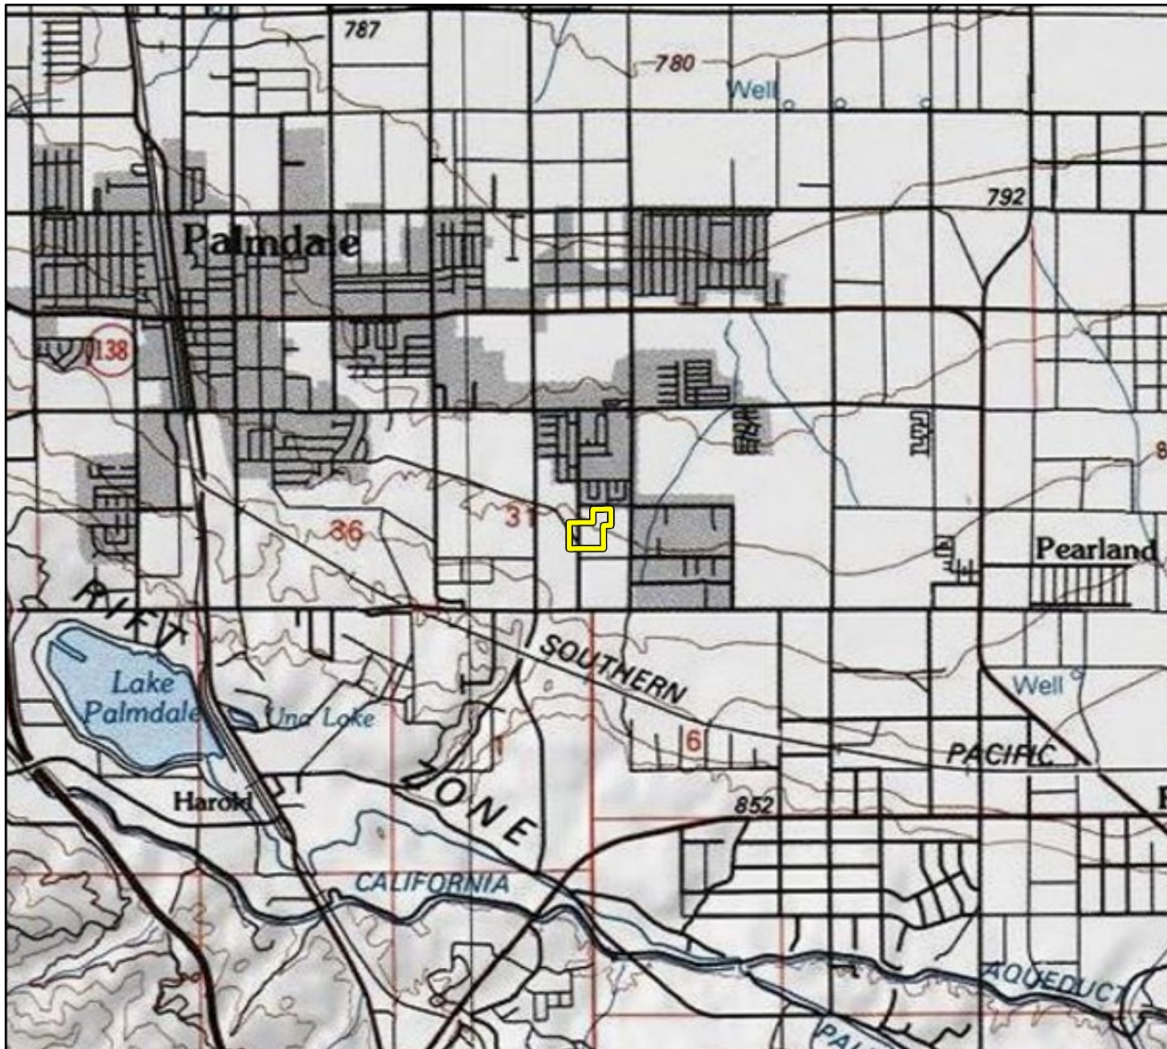 787
780
Well
792
Palmdale
138
36
31
8
Pearland
RIFT
SOUTHERN
Lake
Palmdale
Una Lake
Well
1
6
PACIFIC
ZONE
Harold
852
CALIFORNIA
AQUEDUCT